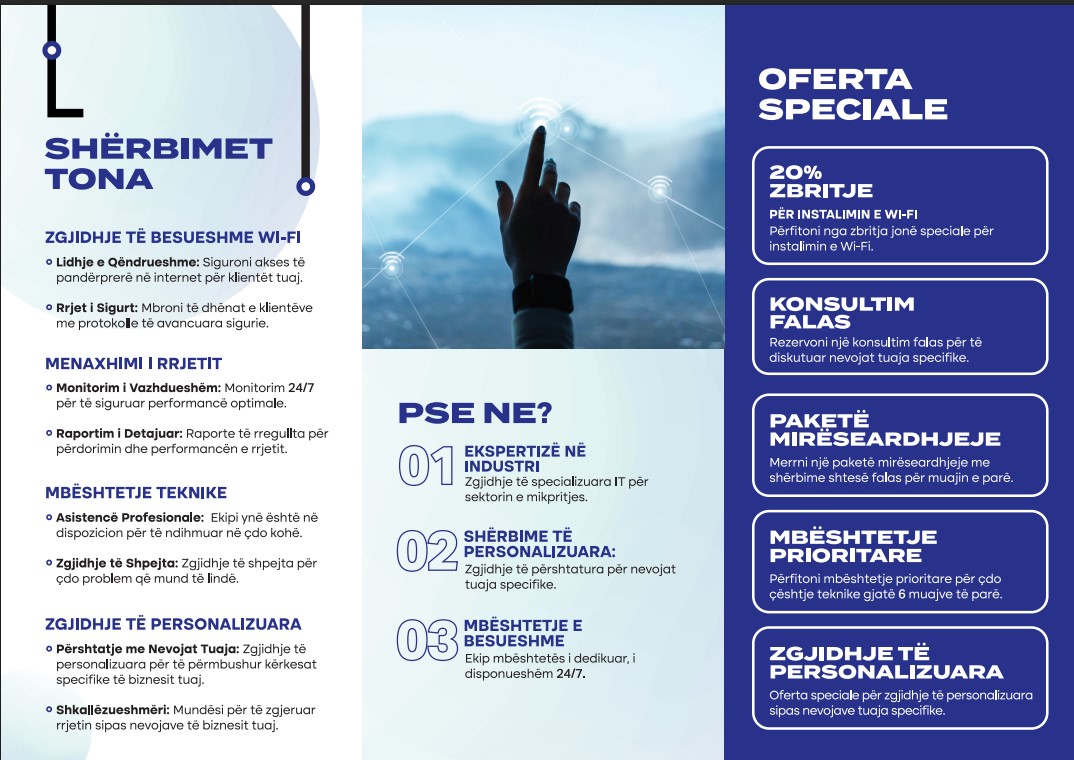 SHËRBIMET
TONA
ZGJIDHJE TË BESUESHME WI-FI
Lidhje e Qëndrueshme: Siguroni akses të
pandërprerë në internet për klientët tuaj.
Rrjet i Sigurt: Mbroni të dhënat e klientëve
me protokolle të avancuara sigurie.
MENAXHIMI I RRJETIT
Monitorim i Vazhdueshëm: Monitorim 24/7
për të siguruar performancë optimale.
Raportim i Detajuar: Raporte të rregullta për
përdorimin dhe performancën e rrjetit.
MBËSHTETJE TEKNIKE
Asistencë Profesionale: Ekipi ynë është në
dispozicion për të ndihmuar në çdo kohë.
Zgjidhje të Shpejta: Zgjidhje të shpejta për
çdo problem që mund të lindë.
ZGJIDHJE TË PERSONALIZUARA
Përshtatje me Nevojat Tuaja: Zgjidhje të
personalizuara për të përmbushur kërkesat
specifike të biznesit tuaj.
Shkallëzueshmëri: Mundësi për të zgjeruar
rrjetin sipas nevojave të biznesit tuaj.
PSE NE?
01
EKSPERTIZË NË
INDUSTRI
Zgjidhje të specializuara IT për
sektorin e mikpritjes.
02
SHËRBIME TË
PERSONALIZUARA:
Zgjidhje të përshtatura për nevojat
tuaja specifike.
03
MBËSHTETJE E
BESUESHME
Ekip mbështetës i dedikuar, i
disponueshëm 24/7.
OFERTA
SPECIALE
20%
ZBRITJE
PËR INSTALIMIN E WI-FI
Përfitoni nga zbritja jonë speciale për
instalimin e Wi-Fi.
KONSULTIM
FALAS
Rezervoni një konsultim falas për të
diskutuar nevojat tuaja specifike.
PAKETË
MIRËSEARDHJEJE
Merrni një paketë mirëseardhjeje me
shërbime shtesë falas për muajin e parë.
MBËSHTETJE
PRIORITARE
Përfitoni mbështetje prioritare për çdo
çështje teknike gjatë 6 muajve të parë.
ZGJIDHJE TË
PERSONALIZUARA
Oferta speciale për zgjidhje të personalizuara
sipas nevojave tuaja specifike.